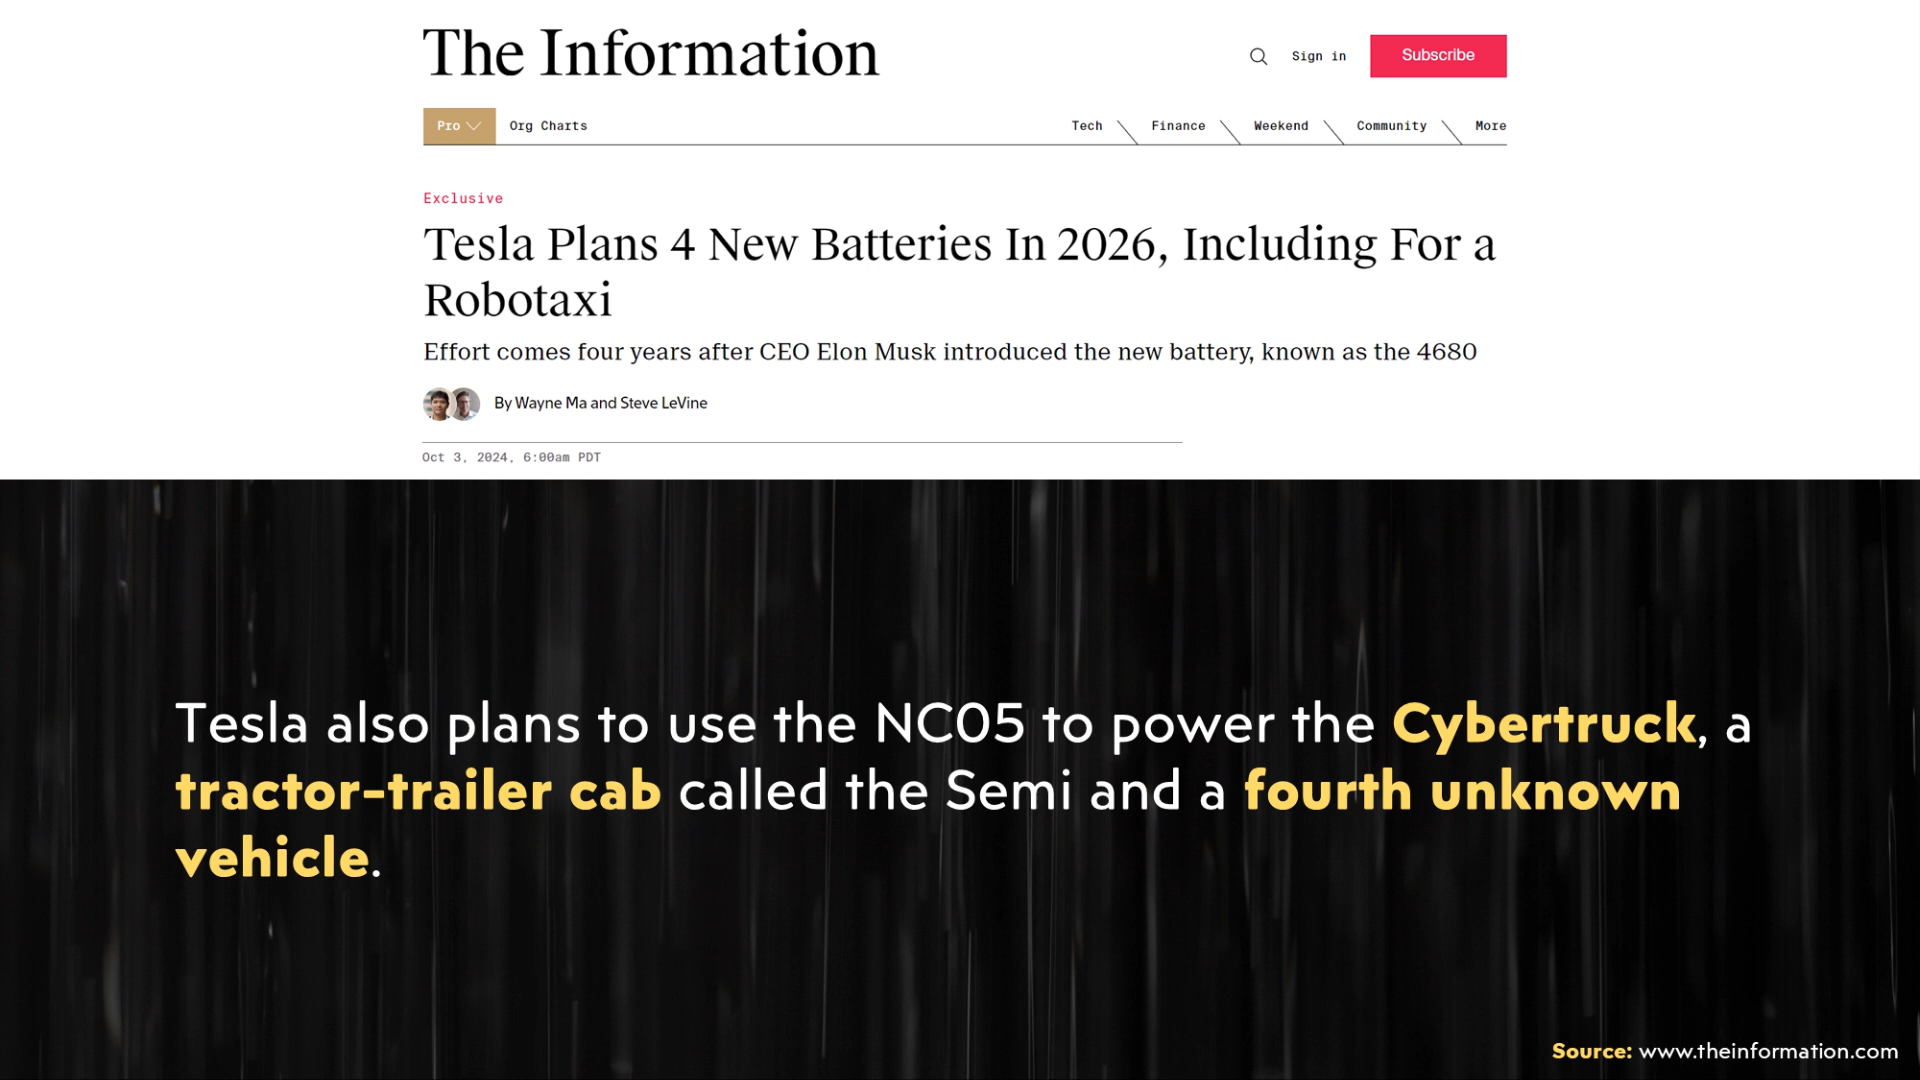 The Information
Sign in
Subscribe
Pro
Org Charts
Tech
Finance
Weekend
Community
More
Exclusive
Tesla Plans 4 New Batteries In 2026, Including For a
Robotaxi
Effort comes four years after CEO Elon Musk introduced the new battery, known as the 4680
By Wayne Ma and Steve LeVine
Oct 3, 2024, 6:00am PDT
Tesla also plans to use the NC05 to power the Cybertruck, a
tractor-trailer cab called the Semi and a fourth unknown
vehicle.
Source: www.theinformation.com